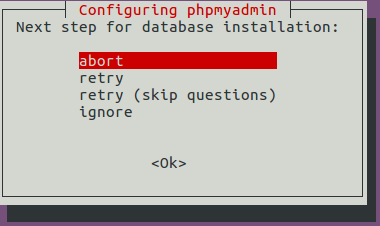 Configuring phpmyadmin
Next step for database installation:
abort
retry
retry (skip questions)
ignore
<Ok>